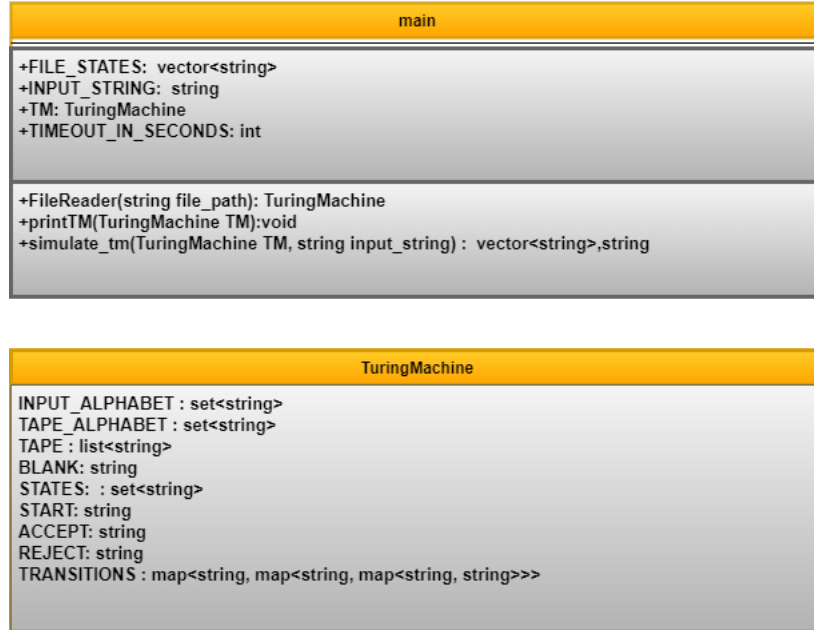 main
+FILE_STATES: vector<string>
+INPUT_STRING: string
+TM: TuringMachine
+TIMEOUT_IN_SECONDS: int
+FileReader(string file_path): TuringMachine
+printTM(TuringMachine TM):void
+simulate_tm(TuringMachine TM, string input_string) : vector<string>,string
TuringMachine
INPUT_ALPHABET : set<string>
TAPE_ALPHABET : set<string>
TAPE : list<string>
BLANK: string
STATES: : set<string>
START: string
ACCEPT: string
REJECT: string
TRANSITIONS : map<string, map<string, map<string, string>>>